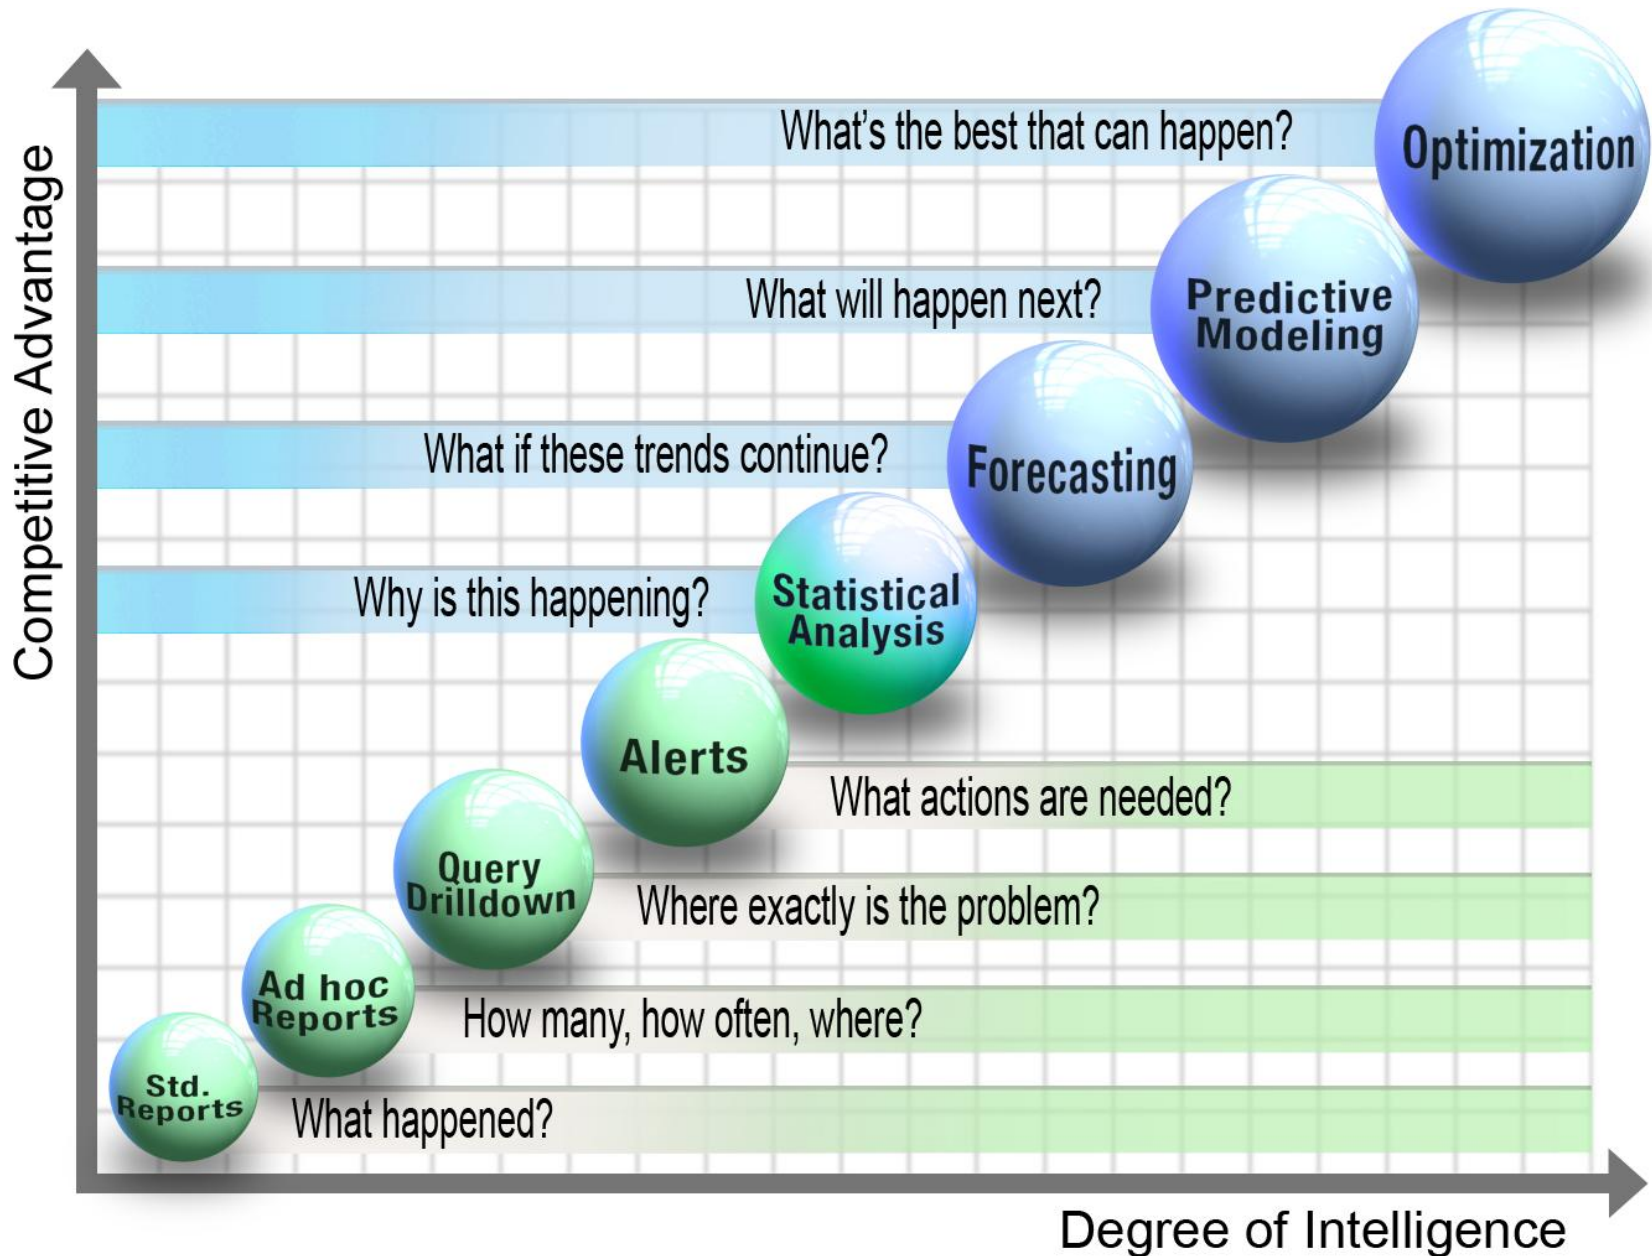 What's the best that can happen?
Optimization
What will happen next?
Predictive
Modeling
What if these trends continue?
Forecasting
Why is this happening?
Statistical
Analysis
Alerts
What actions are needed?
Query
Drilldown
Where exactly is the problem?
Ad hoc
Reports
How many, how often, where?
Std.
Reports
What happened?
Competitive Advantage
Degree of Intelligence